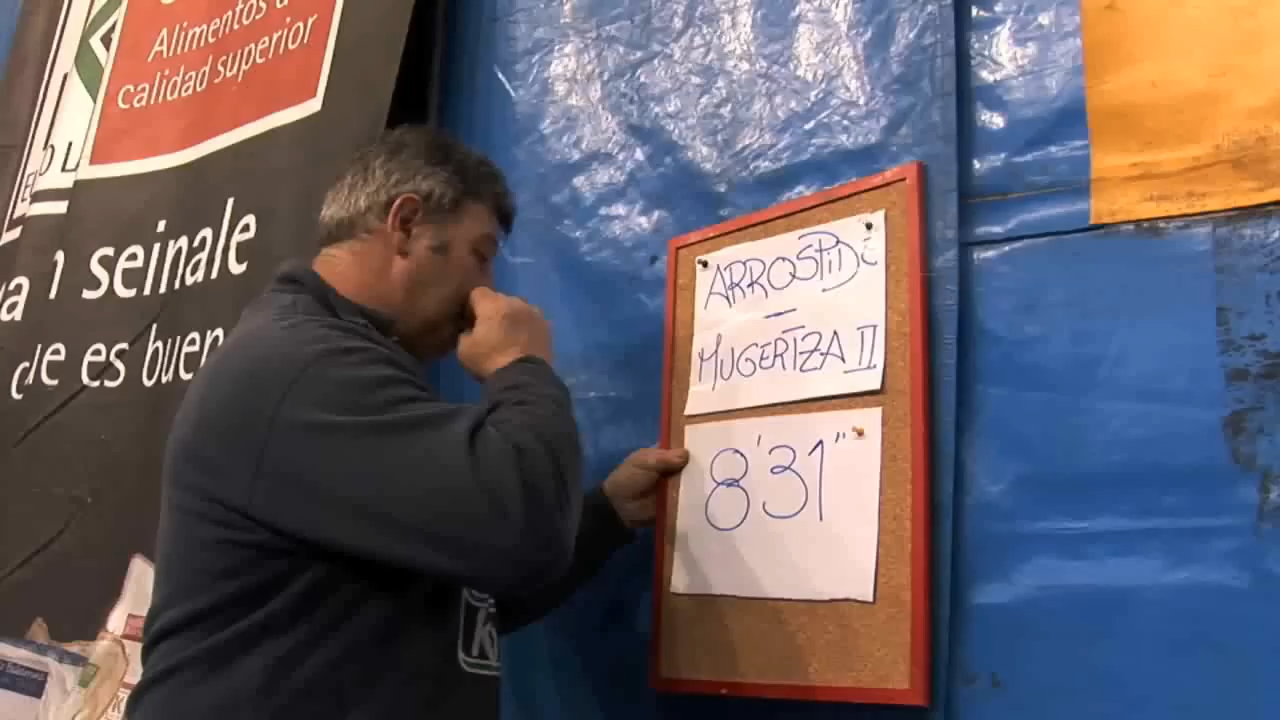 Alimentos d
calidad superior
seinale
de es buen
ARROSPIDE
-
MUGERTZA II
8'31"